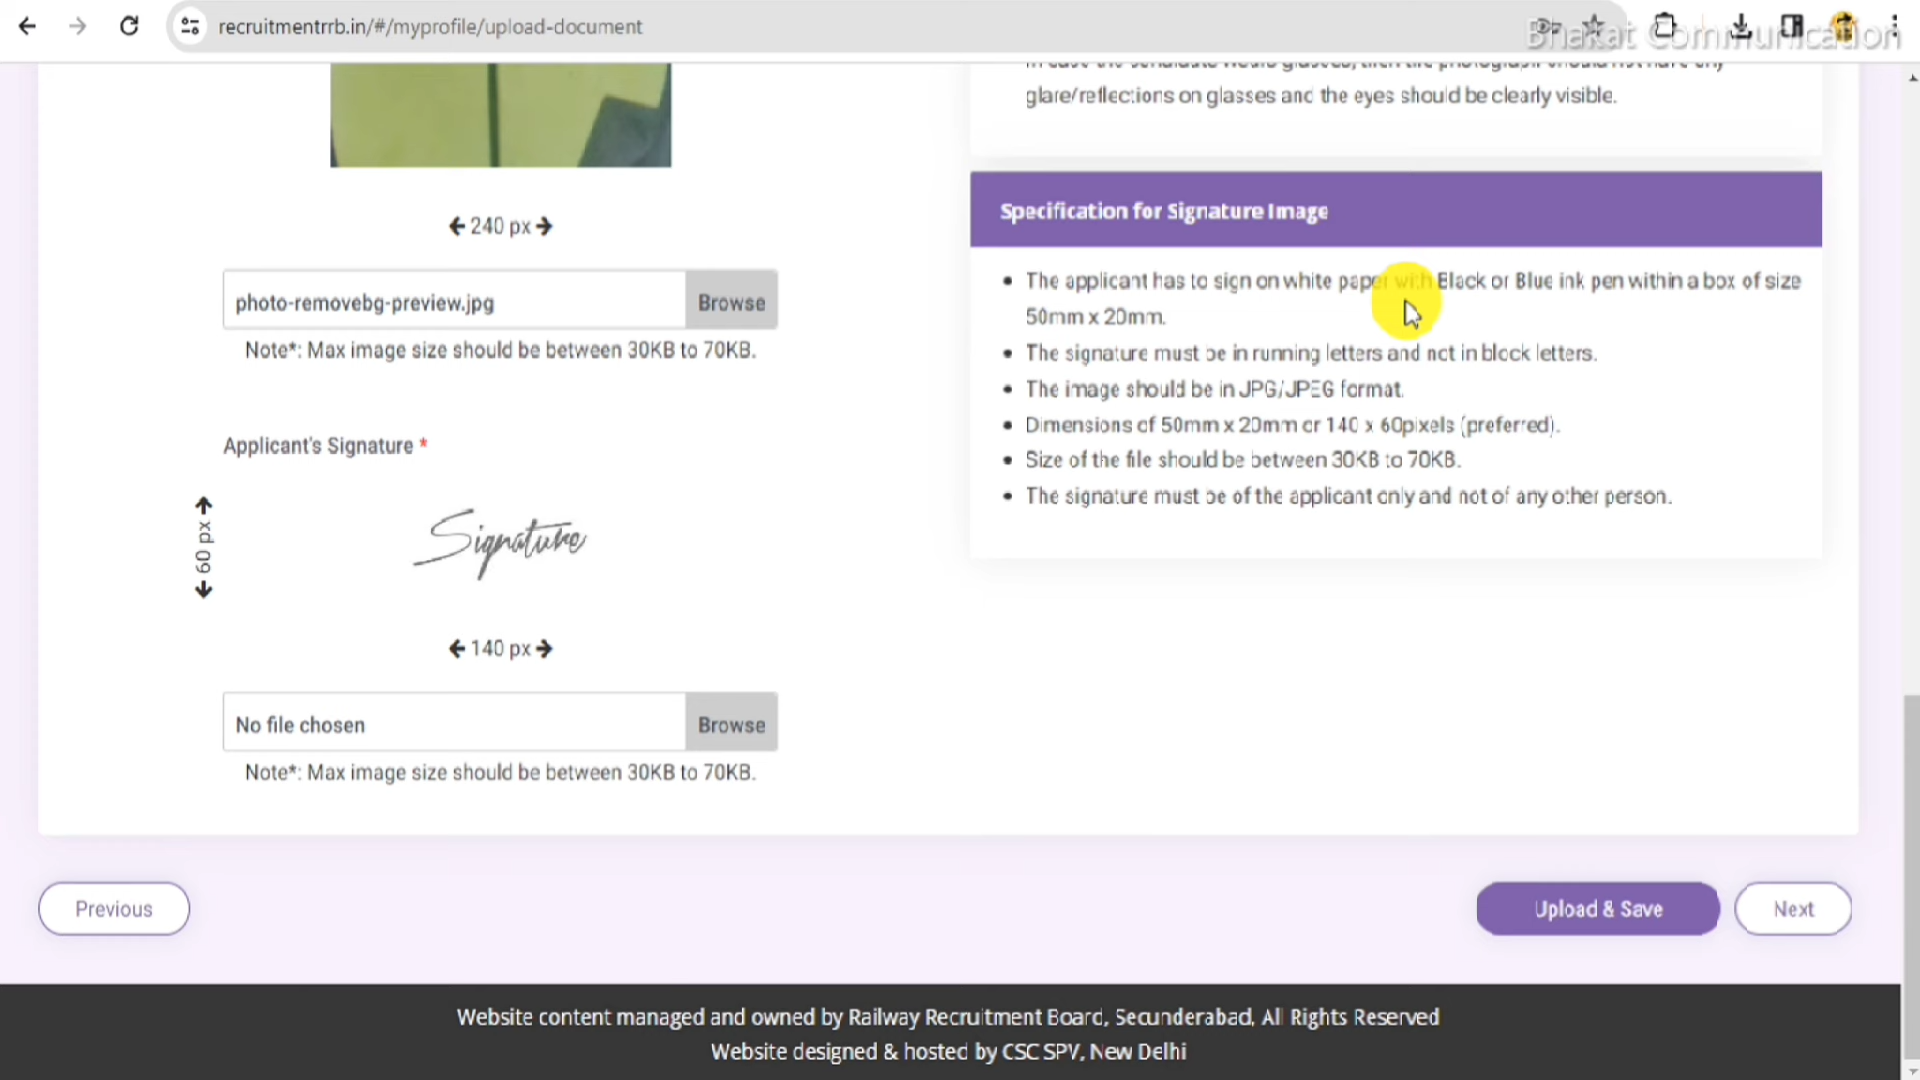 recruitmentrrb.in/#/myprofile/upload-document
Bhakat Communication
glare/reflections on glasses and the eyes should be clearly visible.
240 px
Specification for Signature Image
The applicant has to sign on white paper with Black or Blue ink pen within a box of size
50mm x 20mm.
photo-removebg-preview.jpg
Browse
Note*: Max image size should be between 30KB to 70KB.
The signature must be in running letters and not in block letters.
The image should be in JPG/JPEG format.
Dimensions of 50mm x 20mm or 140 x 60pixels (preferred).
Size of the file should be between 30KB to 70KB.
The signature must be of the applicant only and not of any other person.
Applicant's Signature *
60 px
Signature
140 px
No file chosen
Browse
Note*: Max image size should be between 30KB to 70KB.
Previous
Upload & Save
Next
Website content managed and owned by Railway Recruitment Board, Secunderabad, All Rights Reserved
Website designed & hosted by CSC SPV, New Delhi